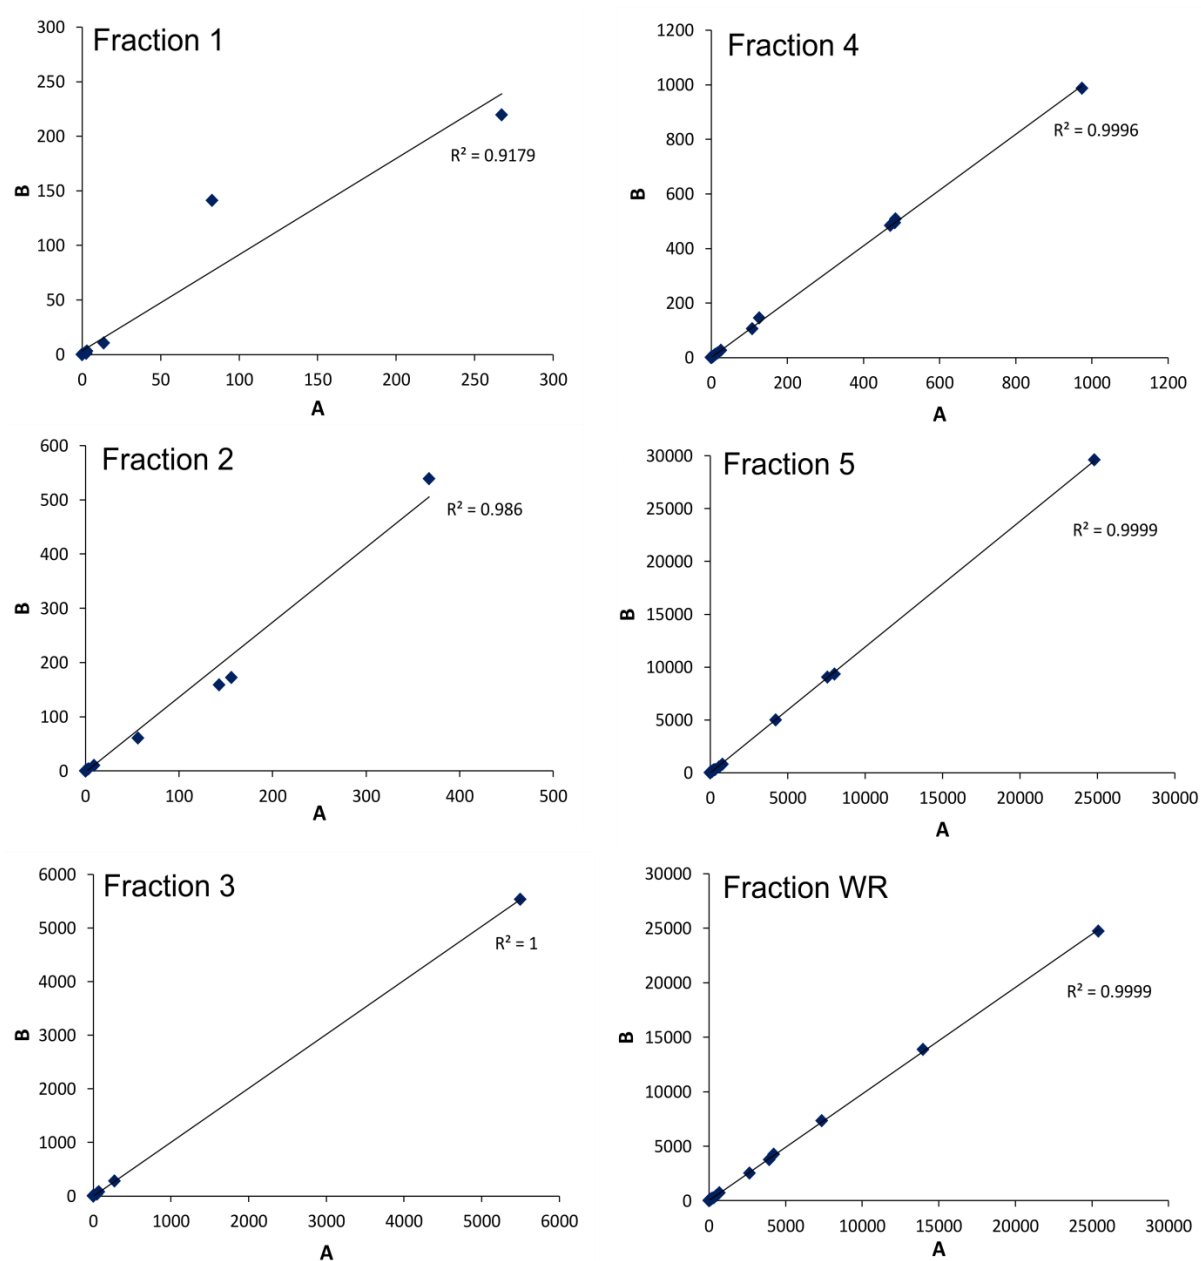 Fraction 1
300
250
200
150
100
50
0
R² = 0.9179
B
0 50 100 150 200 250 300
A
Fraction 4
1200
1000
800
600
400
200
0
R² = 0.9996
B
0 200 400 600 800 1000 1200
A
Fraction 2
600
500
400
300
200
100
0
R² = 0.986
B
0 100 200 300 400 500
A
Fraction 5
30000
25000
20000
15000
10000
5000
0
R² = 0.9999
B
0 5000 10000 15000 20000 25000 30000
A
Fraction 3
6000
5000
4000
3000
2000
1000
0
R² = 1
B
0 1000 2000 3000 4000 5000 6000
A
Fraction WR
30000
25000
20000
15000
10000
5000
0
R² = 0.9999
B
0 5000 10000 15000 20000 25000 30000
A